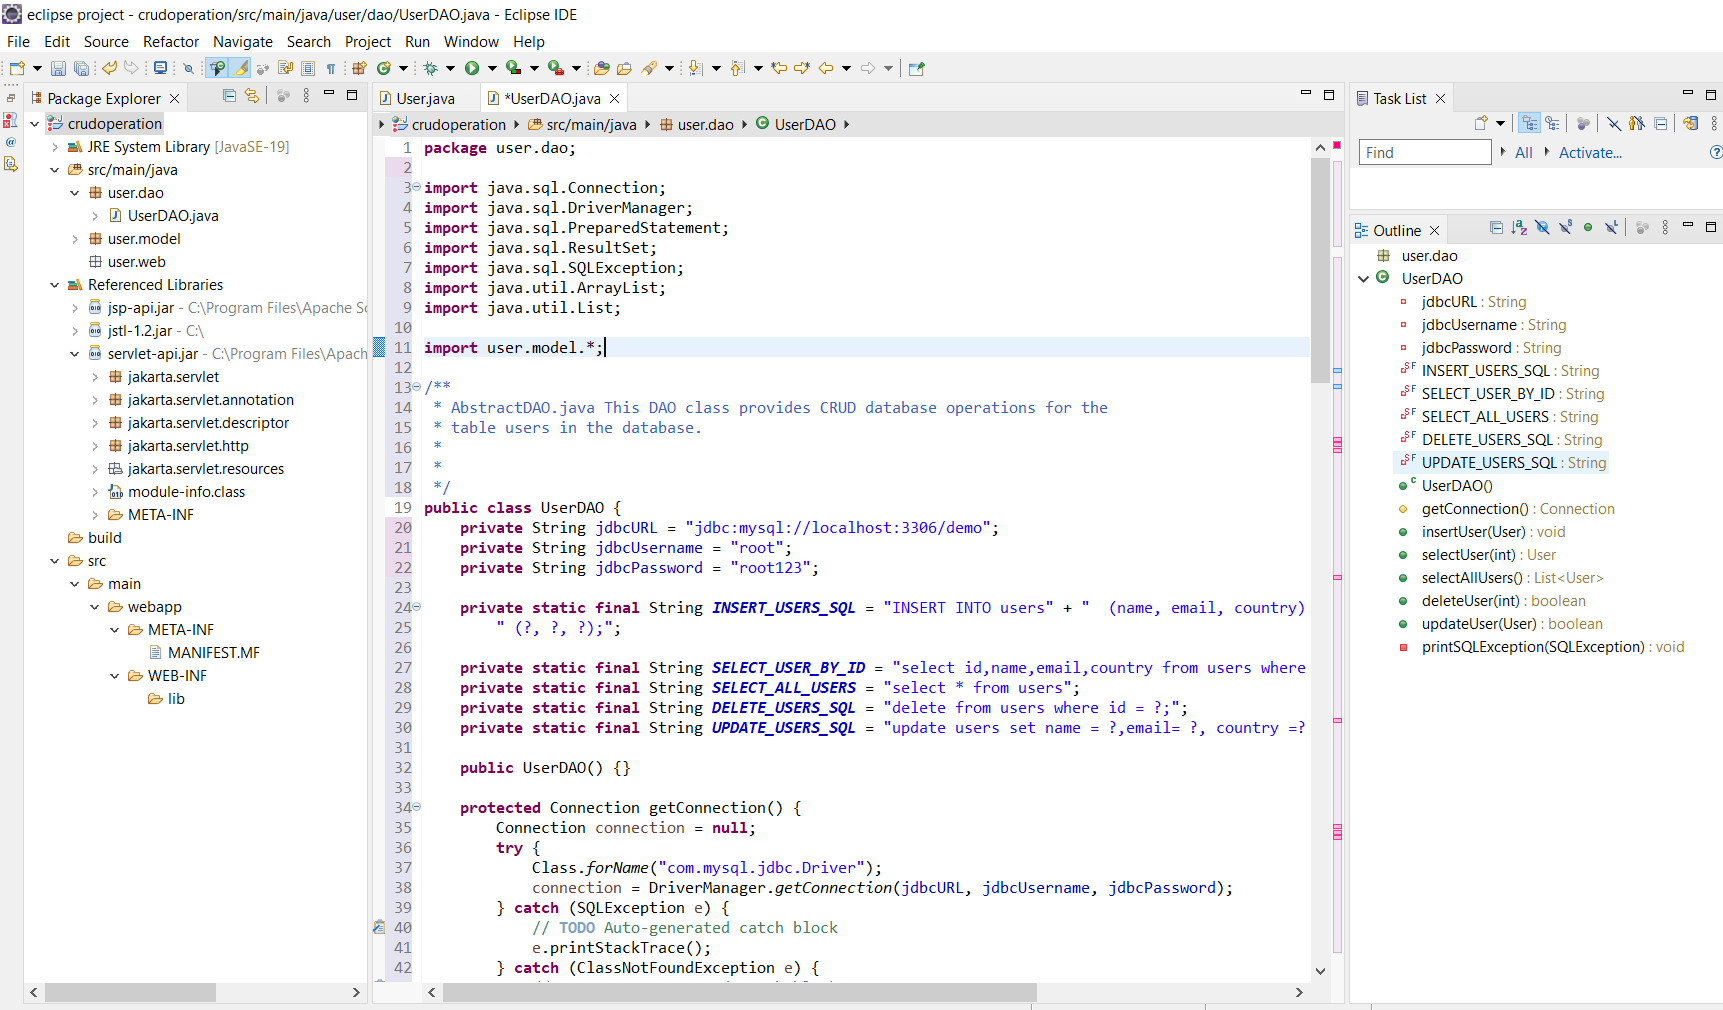 eclipse project - crudoperation/src/main/java/user/dao/UserDAO.java - Eclipse IDE
File Edit Source Refactor Navigate Search Project Run Window Help
Package Explorer
crudoperation
JRE System Library [JavaSE-19]
src/main/java
user.dao
UserDAO.java
user.model
user.web
Referenced Libraries
jsp-api.jar - C:\Program Files\Apache So
jstl-1.2.jar - C:\
servlet-api.jar - C:\Program Files\Apach
jakarta.servlet
jakarta.servlet.annotation
jakarta.servlet.descriptor
jakarta.servlet.http
jakarta.servlet.resources
module-info.class
META-INF
build
src
main
webapp
META-INF
MANIFEST.MF
WEB-INF
lib
User.java *UserDAO.java
crudoperation src/main/java user.dao UserDAO
1 package user.dao;
2
3 import java.sql.Connection;
4 import java.sql.DriverManager;
5 import java.sql.PreparedStatement;
6 import java.sql.ResultSet;
7 import java.sql.SQLException;
8 import java.util.ArrayList;
9 import java.util.List;
10
11 import user.model.*;
12
13 /**
14 * AbstractDAO.java This DAO class provides CRUD database operations for the
15 * table users in the database.
16 *
17 *
18 */
19 public class UserDAO {
20 private String jdbcURL = "jdbc:mysql://localhost:3306/demo";
21 private String jdbcUsername = "root";
22 private String jdbcPassword = "root123";
23
24 private static final String INSERT_USERS_SQL = "INSERT INTO users" + "  (name, email, country)
25 " (?, ?, ?);";
26
27 private static final String SELECT_USER_BY_ID = "select id,name,email,country from users where
28 private static final String SELECT_ALL_USERS = "select * from users";
29 private static final String DELETE_USERS_SQL = "delete from users where id = ?;";
30 private static final String UPDATE_USERS_SQL = "update users set name = ?,email= ?, country =?
31
32 public UserDAO() {}
33
34 protected Connection getConnection() {
35 Connection connection = null;
36 try {
37 Class.forName("com.mysql.jdbc.Driver");
38 connection = DriverManager.getConnection(jdbcURL, jdbcUsername, jdbcPassword);
39 } catch (SQLException e) {
40 // TODO Auto-generated catch block
41 e.printStackTrace();
42 } catch (ClassNotFoundException e) {
Task List
Find All Activate...
Outline
user.dao
UserDAO
jdbcURL : String
jdbcUsername : String
jdbcPassword : String
INSERT_USERS_SQL : String
SELECT_USER_BY_ID : String
SELECT_ALL_USERS : String
DELETE_USERS_SQL : String
UPDATE_USERS_SQL : String
UserDAO()
getConnection() : Connection
insertUser(User) : void
selectUser(int) : User
selectAllUsers() : List<User>
deleteUser(int) : boolean
updateUser(User) : boolean
printSQLException(SQLException) : void